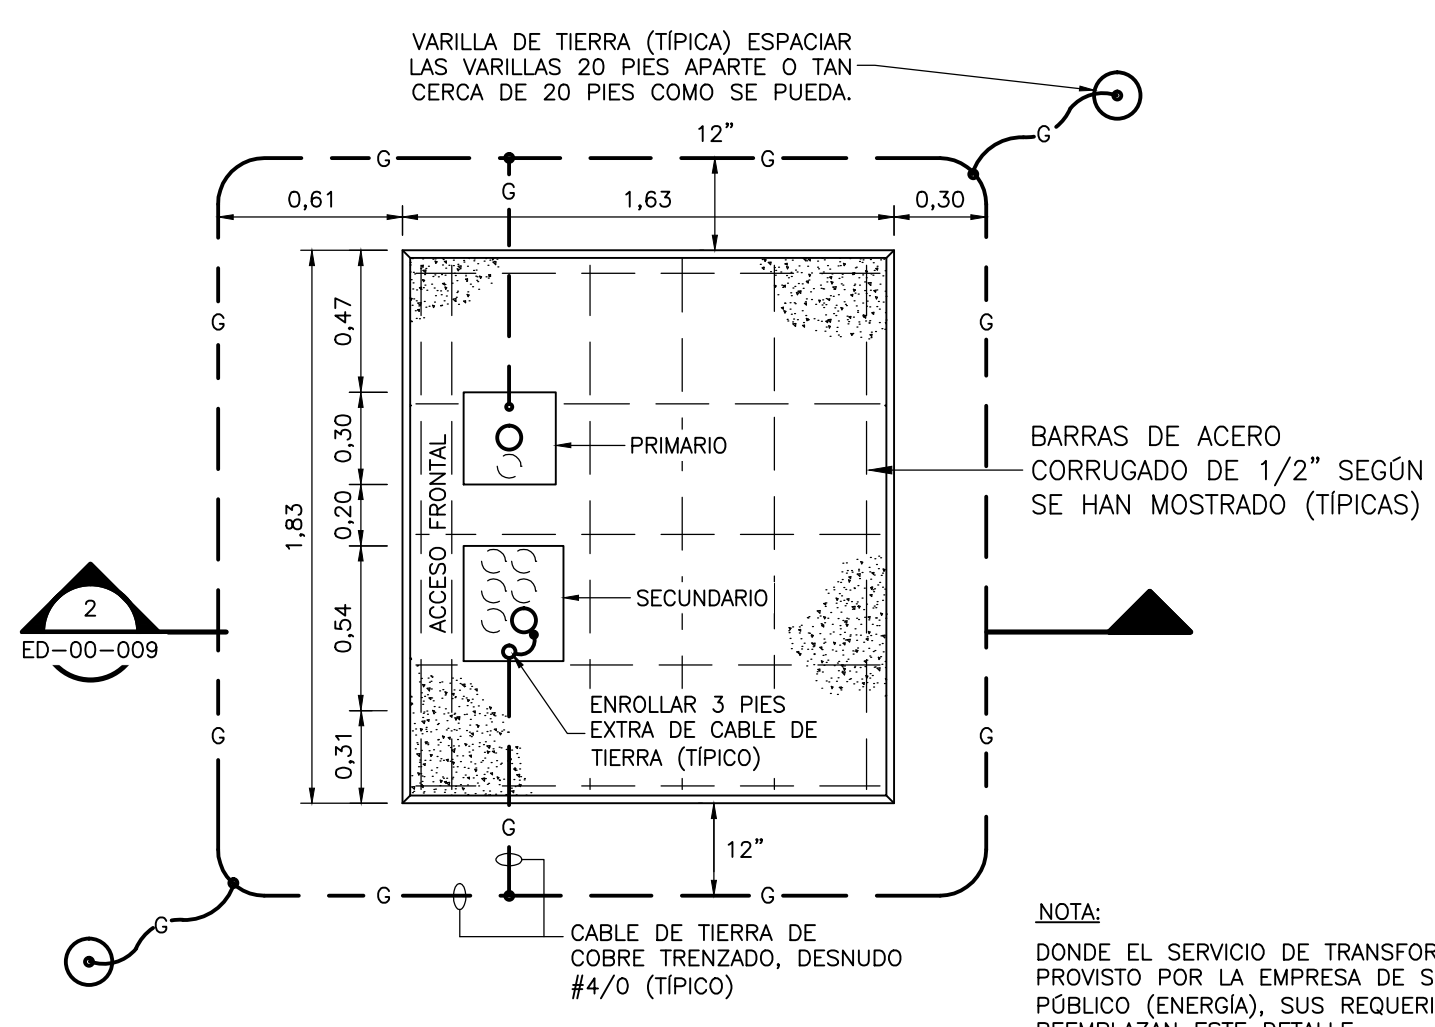 VARILLA DE TIERRA (TÍPICA) ESPACIAR
LAS VARILLAS 20 PIES APARTE O TAN
CERCA DE 20 PIES COMO SE PUEDA.
12”
G
G
G
G
0,61
1,63
0,30
G
G
0,47
0,30
0,20
1,83
0,54
0,31
ACCESO FRONTAL
PRIMARIO
BARRAS DE ACERO
CORRUGADO DE 1/2” SEGÚN
SE HAN MOSTRADO (TÍPICAS)
SECUNDARIO
2
ED-00-009
ENROLLAR 3 PIES
EXTRA DE CABLE DE
TIERRA (TÍPICO)
G
G
G
12”
G
G
G
CABLE DE TIERRA DE
COBRE TRENZADO, DESNUDO
#4/0 (TÍPICO)
NOTA:
DONDE EL SERVICIO DE TRANSFOR
PROVISTO POR LA EMPRESA DE S
PÚBLICO (ENERGÍA), SUS REQUERI
REEMPLAZAN ESTE DETALLE